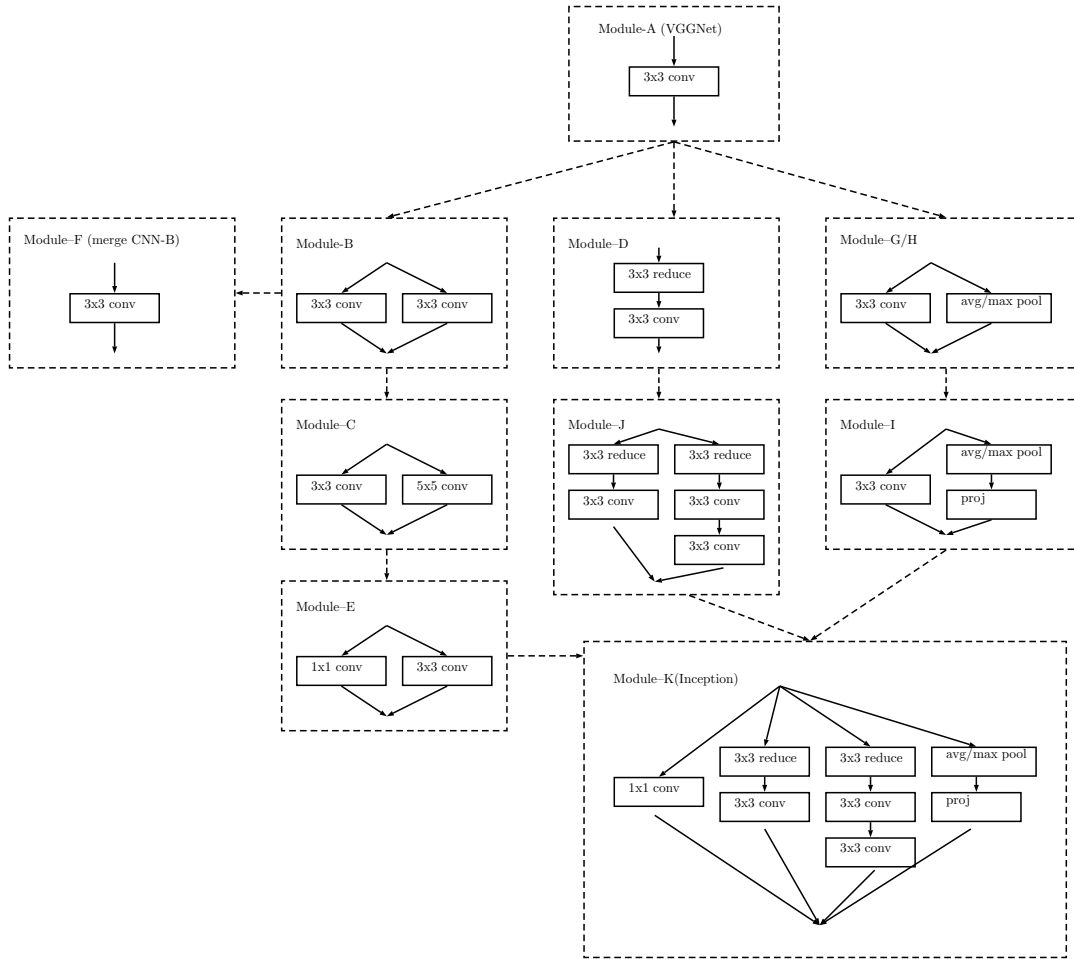 Module-A (VGGNet)
3x3 conv
Module–F (merge CNN-B)
3x3 conv
Module-B
3x3 conv 3x3 conv
Module–D
3x3 reduce
3x3 conv
Module–G/H
3x3 conv avg/max pool
Module–C
3x3 conv 5x5 conv
Module–J
3x3 reduce 3x3 reduce
3x3 conv 3x3 conv
3x3 conv
Module–I
avg/max pool
3x3 conv proj
Module–E
1x1 conv 3x3 conv
Module–K(Inception)
3x3 reduce 3x3 reduce avg/max pool
1x1 conv 3x3 conv 3x3 conv proj
3x3 conv